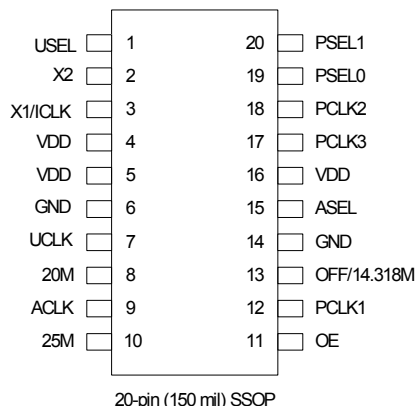 USEL 1 20 PSEL1
X2 2 19 PSEL0
X1/ICLK 3 18 PCLK2
VDD 4 17 PCLK3
VDD 5 16 VDD
GND 6 15 ASEL
UCLK 7 14 GND
20M 8 13 OFF/14.318M
ACLK 9 12 PCLK1
25M 10 11 OE
20-pin (150 mil) SSOP